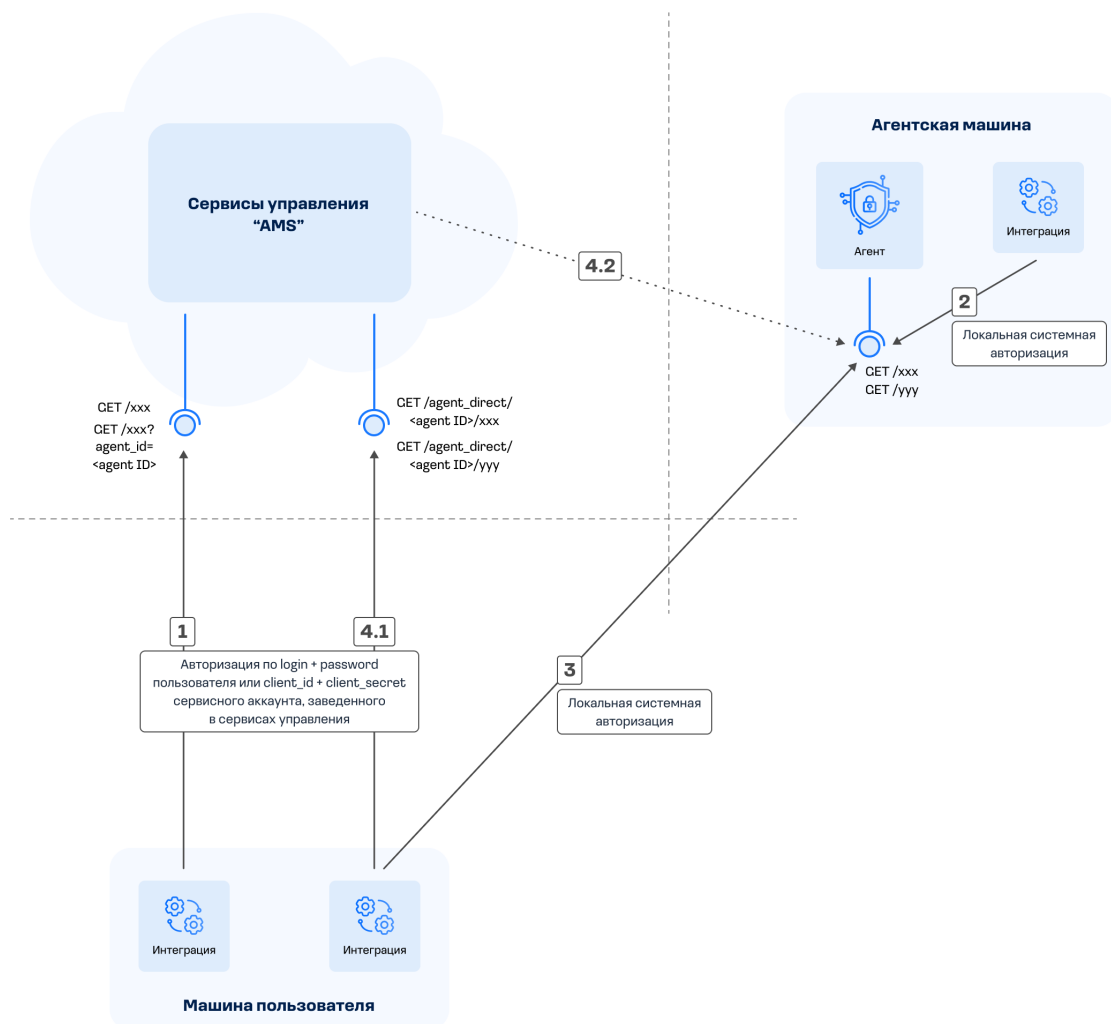 Сервисы управления
“AMS”
Агентская машина
Агент
Интеграция
4.2
2
Локальная системная
авторизация
GET /xxx
GET /yyy
GET /xxx
GET /xxx?
agent_id=
<agent ID>
GET /agent_direct/
<agent ID>/xxx
GET /agent_direct/
<agent ID>/yyy
1
4.1
Авторизация по login + password
пользователя или client_id + client_secret
сервисного аккаунта, заведенного
в сервисах управления
3
Локальная системная
авторизация
Интеграция
Интеграция
Машина пользователя